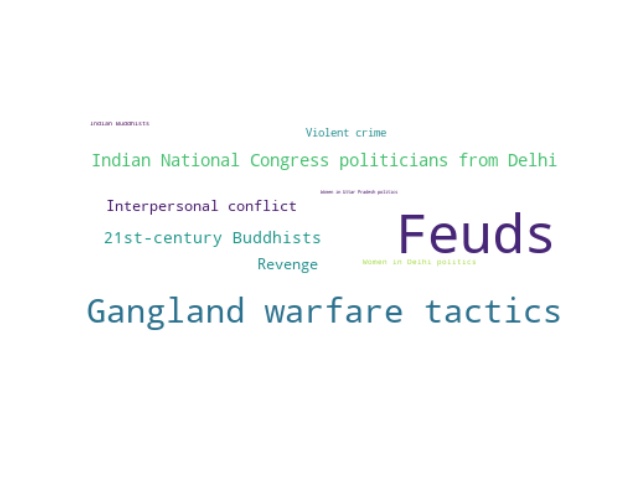 Indian Buddhists
Violent crime
Indian National Congress politicians from Delhi
Women in Uttar Pradesh politics
Interpersonal conflict
Feuds
21st-century Buddhists
Women in Delhi politics
Revenge
Gangland warfare tactics